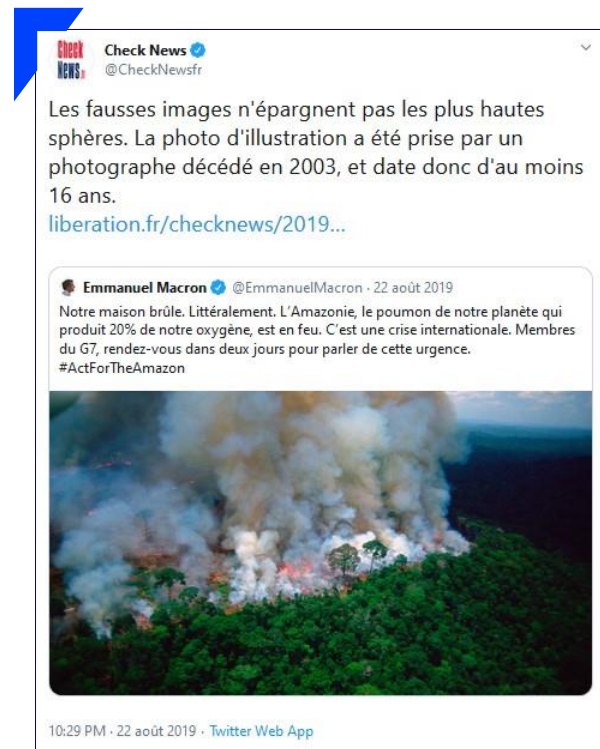 Check News
CHECK
NEWS.fr
@CheckNewsfr
Les fausses images n'épargnent pas les plus hautes
sphères. La photo d'illustration a été prise par un
photographe décédé en 2003, et date donc d'au moins
16 ans.
liberation.fr/checknews/2019...
Emmanuel Macron @EmmanuelMacron · 22 août 2019
Notre maison brûle. Littéralement. L'Amazonie, le poumon de notre planète qui
produit 20% de notre oxygène, est en feu. C'est une crise internationale. Membres
du G7, rendez-vous dans deux jours pour parler de cette urgence.
#ActForTheAmazon
10:29 PM · 22 août 2019 · Twitter Web App